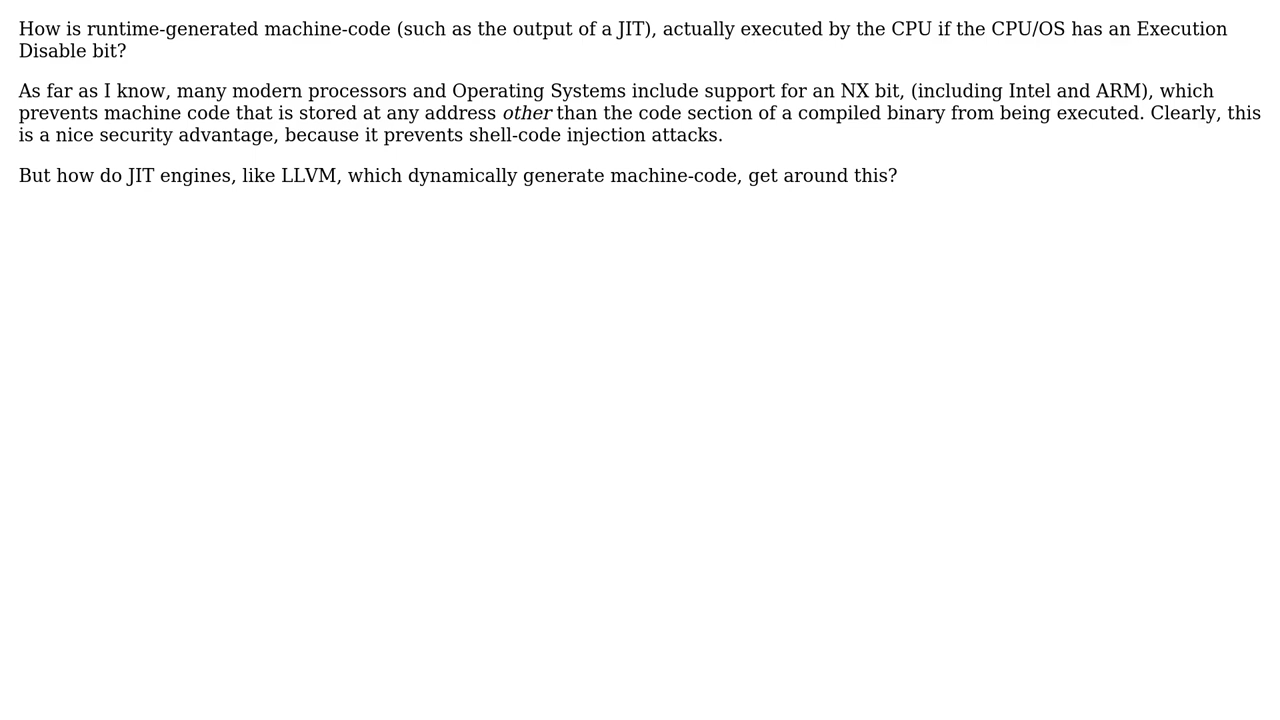 How is runtime-generated machine-code (such as the output of a JIT), actually executed by the CPU if the CPU/OS has an Execution
Disable bit?
As far as I know, many modern processors and Operating Systems include support for an NX bit, (including Intel and ARM), which
prevents machine code that is stored at any address other than the code section of a compiled binary from being executed. Clearly, this
is a nice security advantage, because it prevents shell-code injection attacks.
But how do JIT engines, like LLVM, which dynamically generate machine-code, get around this?